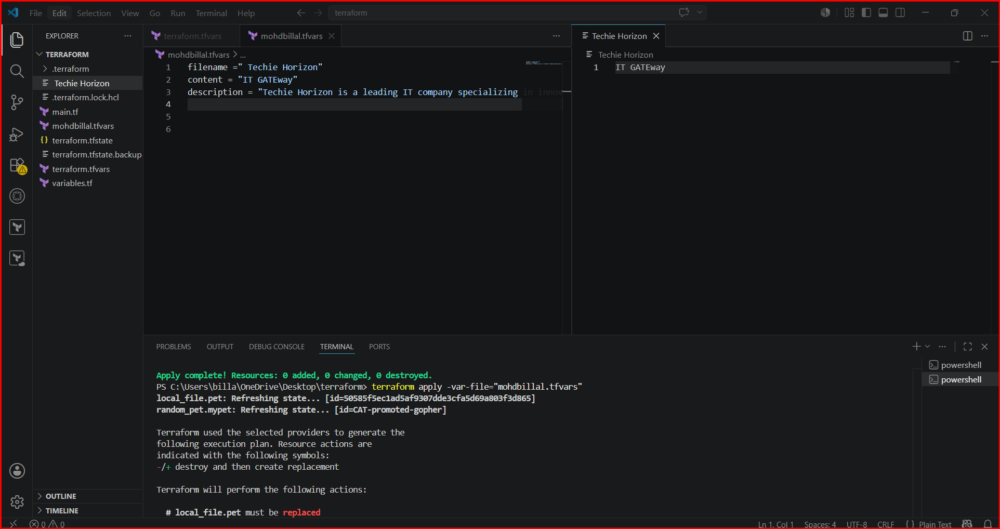 File Edit Selection View Go Run Terminal Help
terraform
EXPLORER
TERRAFORM
.terraform
Techie Horizon
.terraform.lock.hcl
main.tf
mohdbillal.tfvars
terraform.tfstate
terraform.tfstate.backup
terraform.tfvars
variables.tf
OUTLINE
TIMELINE
terraform.tfvars
mohdbillal.tfvars
mohdbillal.tfvars > ...
1 filename =" Techie Horizon"
2 content = "IT GATEway"
3 description = "Techie Horizon is a leading IT company specializing in innov
4
5
6
Techie Horizon
Techie Horizon
1 IT GATEway
PROBLEMS OUTPUT DEBUG CONSOLE TERMINAL PORTS
Apply complete! Resources: 0 added, 0 changed, 0 destroyed.
PS C:\Users\billa\OneDrive\Desktop\terraform> terraform apply -var-file="mohdbillal.tfvars"
local_file.pet: Refreshing state... [id=50585f5ec1ad5af9307dde3cfa5d69a803f3d865]
random_pet.mypet: Refreshing state... [id=CAT-promoted-gopher]
Terraform used the selected providers to generate the
following execution plan. Resource actions are
indicated with the following symbols:
-/+ destroy and then create replacement
Terraform will perform the following actions:
# local_file.pet must be replaced
powershell
powershell
0 0
Ln 1, Col 1 Spaces: 4 UTF-8 CRLF { } Plain Text